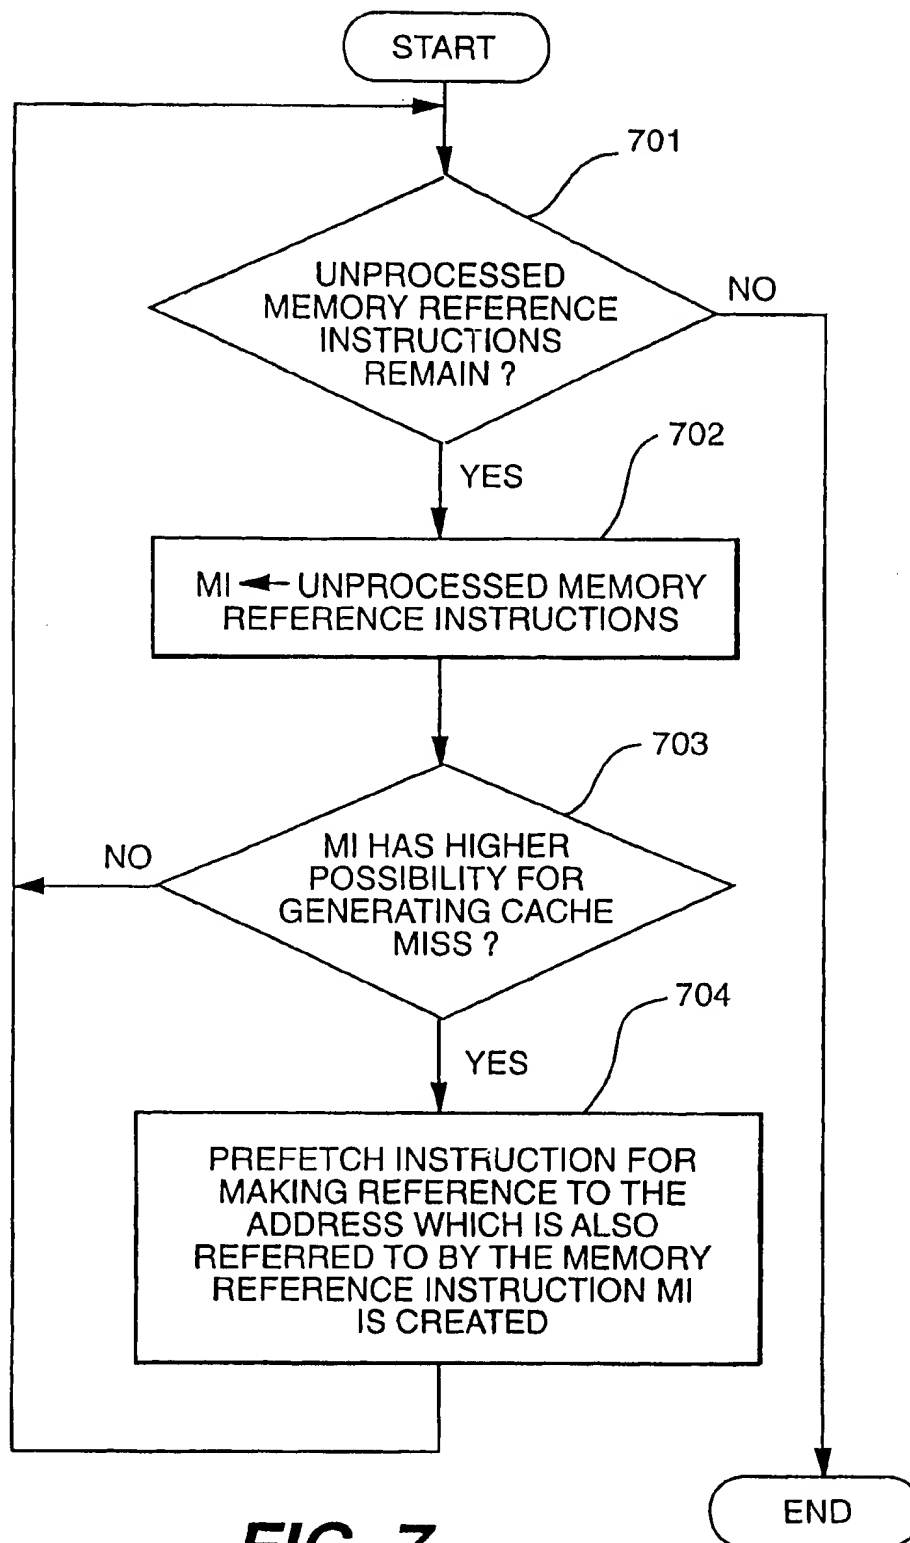 START
701
UNPROCESSED
MEMORY REFERENCE
INSTRUCTIONS
REMAIN ?
NO
702
YES
MI ← UNPROCESSED MEMORY
REFERENCE INSTRUCTIONS
703
NO
MI HAS HIGHER
POSSIBILITY FOR
GENERATING CACHE
MISS ?
704
YES
PREFETCH INSTRUCTION FOR
MAKING REFERENCE TO THE
ADDRESS WHICH IS ALSO
REFERRED TO BY THE MEMORY
REFERENCE INSTRUCTION MI
IS CREATED
END
FIG. 7